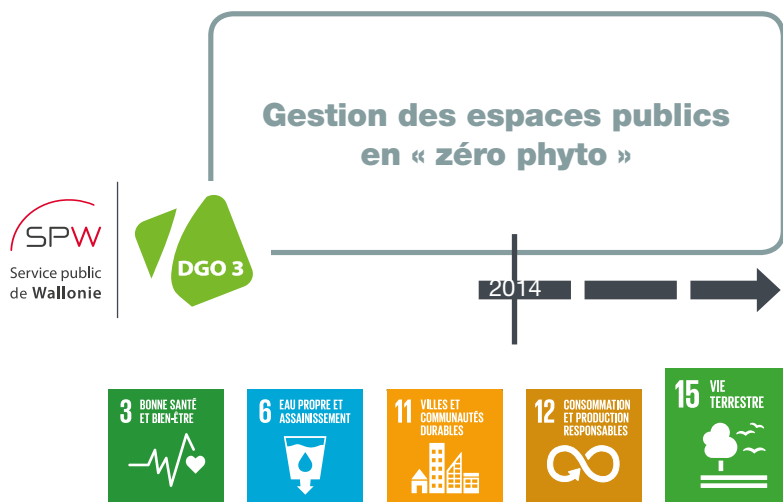 Gestion des espaces publics
en « zéro phyto »
SPW
Service public
de Wallonie
DGO 3
2014
3 BONNE SANTÉ
ET BIEN-ÊTRE
6 EAU PROPRE ET
ASSAINISSEMENT
11 VILLES ET
COMMUNAUTÉS
DURABLES
12 CONSOMMATION
ET PRODUCTION
RESPONSABLES
15 VIE
TERRESTRE